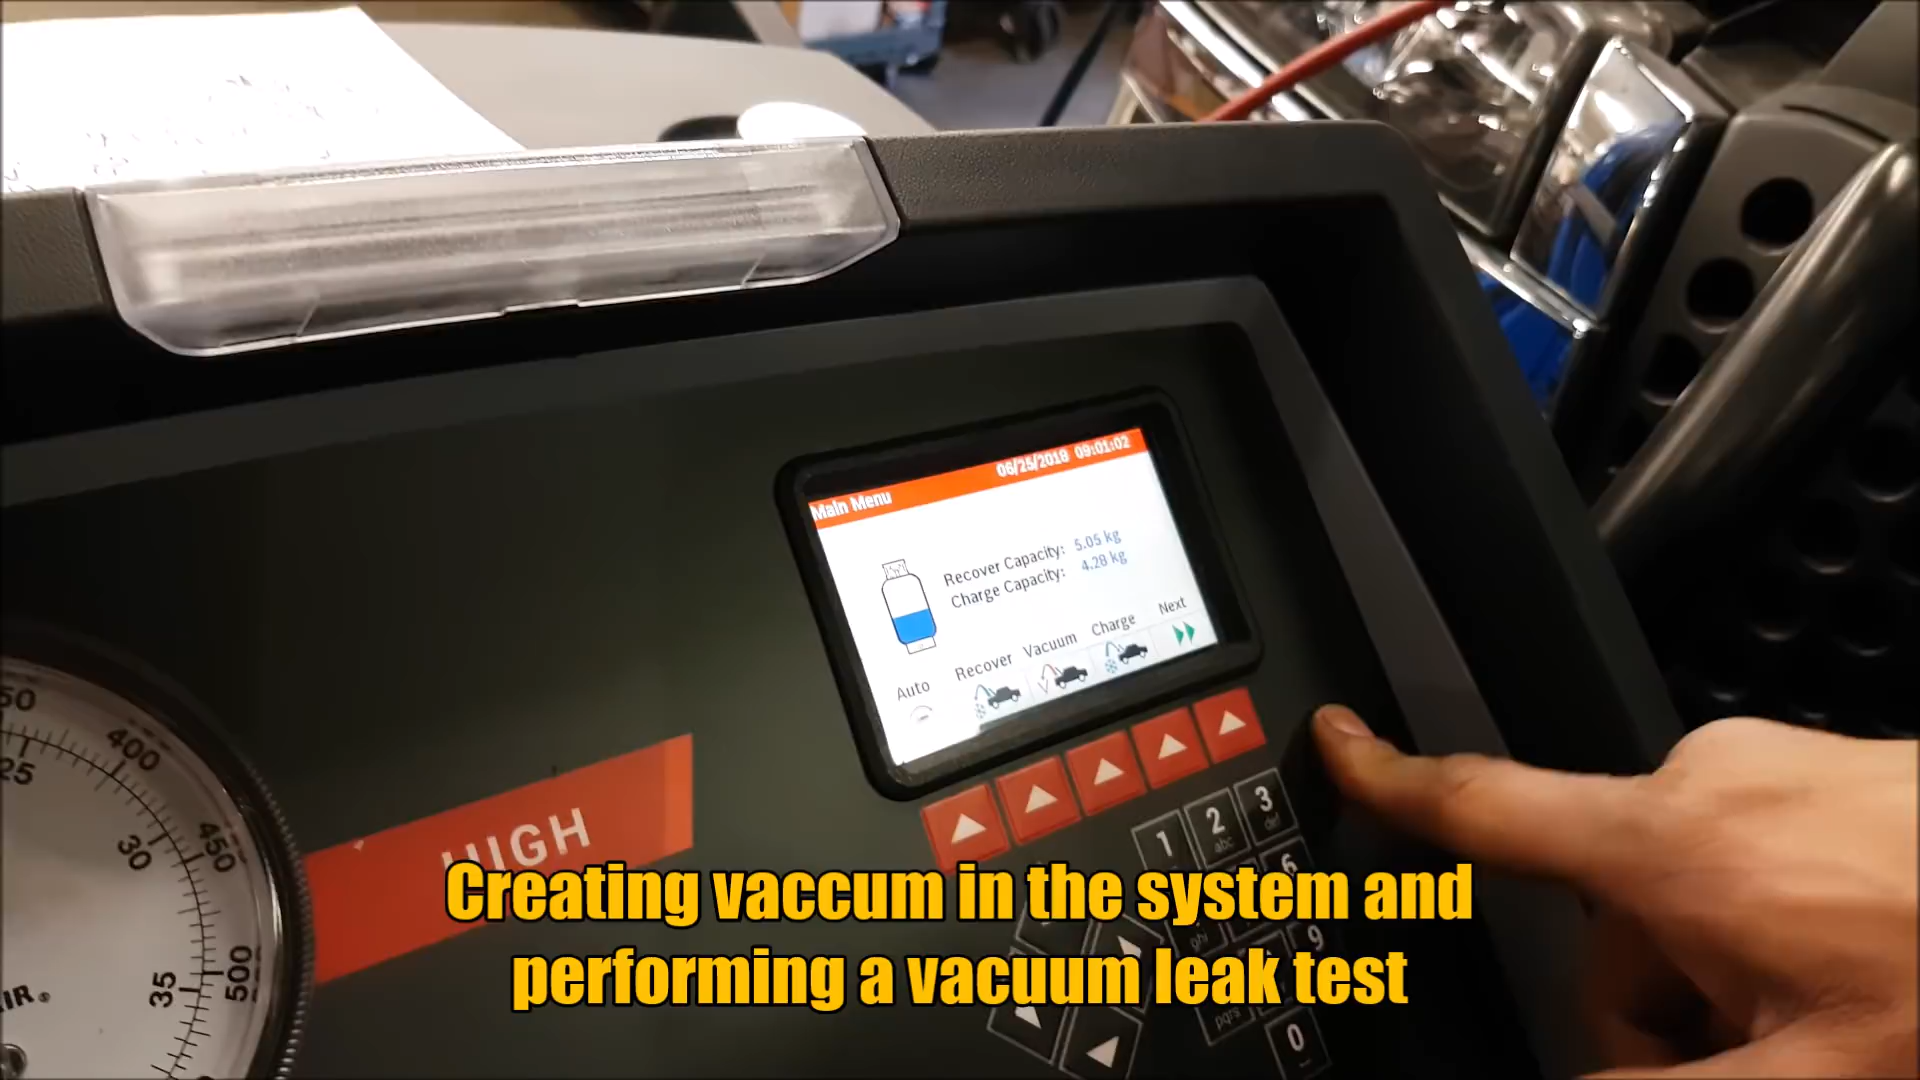 06/25/2018 09:01:02
Main Menu
Recover Capacity: 5.05 kg
Charge Capacity: 4.28 kg
Auto
Recover
Vacuum
Charge
Next
50
400
25
450
30
500
35
HIGH
1
2
abc
3
def
6
ghi
9
pqrs
0
Creating vaccum in the system and
performing a vacuum leak test